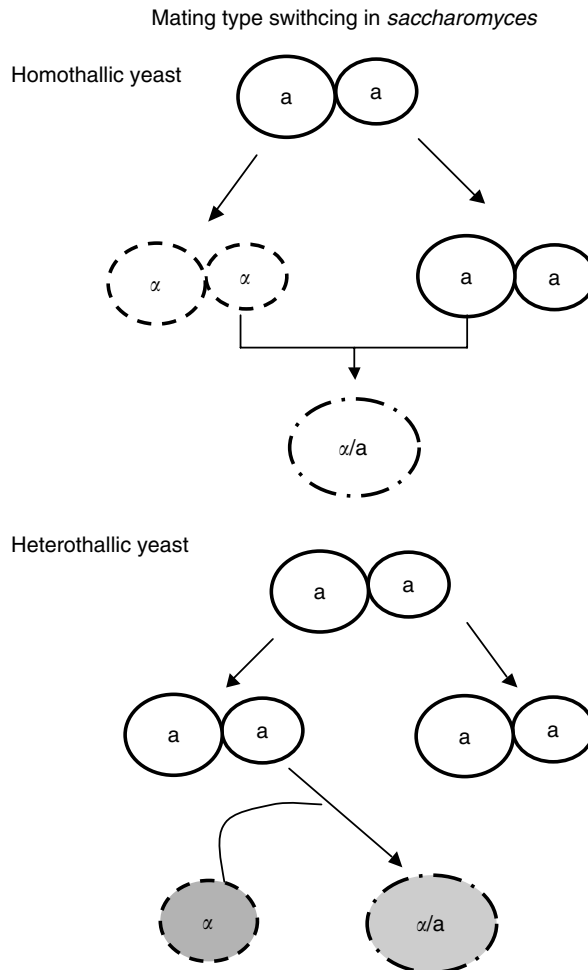 Mating type swithcing in saccharomyces
Homothallic yeast
a a
α α a a
α/a
Heterothallic yeast
a a
a a a a
α α/a